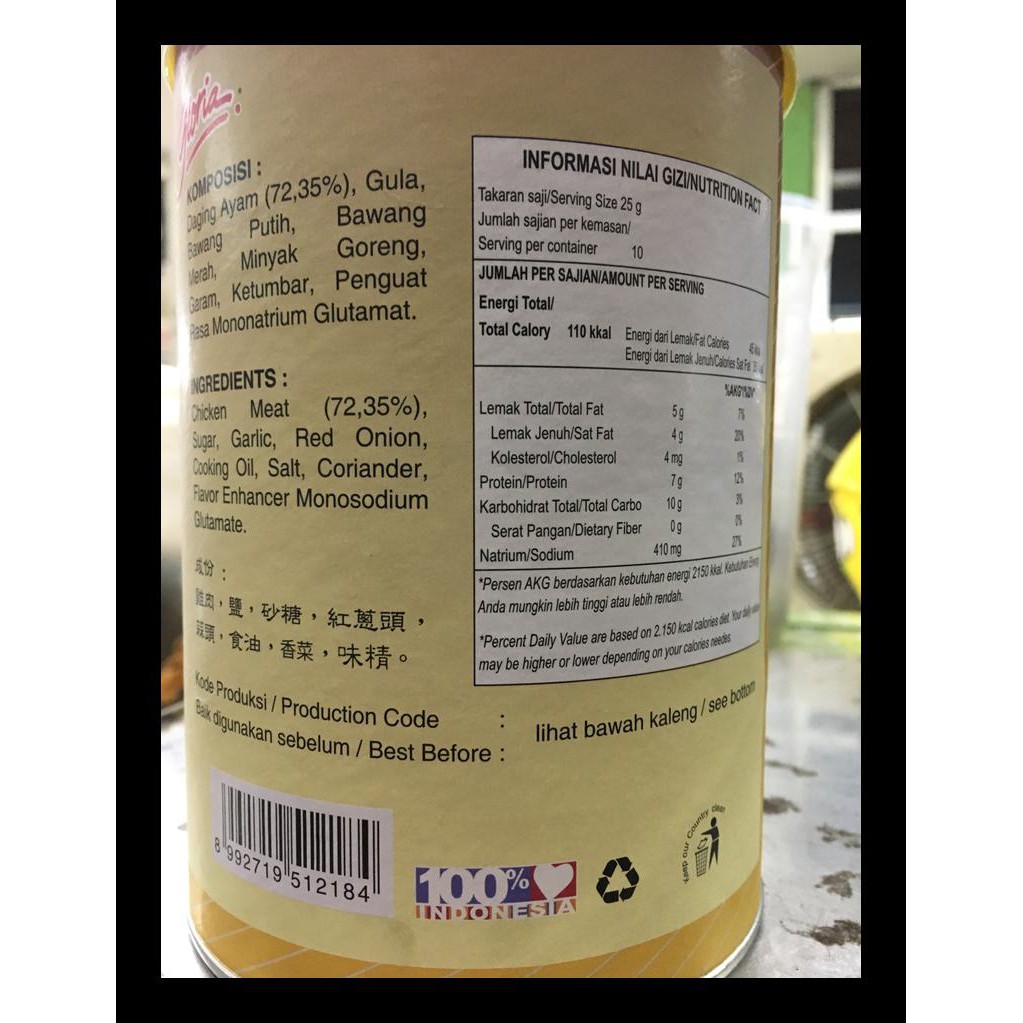 KOMPOSISI :
Daging Ayam (72,35%), Gula,
Bawang Putih, Bawang
Merah, Minyak Goreng,
Garam, Ketumbar, Penguat
Rasa Mononatrium Glutamat.
INGREDIENTS :
Chicken Meat (72,35%),
Sugar, Garlic, Red Onion,
Cooking Oil, Salt, Coriander,
Flavor Enhancer Monosodium
Glutamate.
成份：
雞肉，鹽，砂糖，紅蔥頭，
蒜頭，食油，香菜，味精。
INFORMASI NILAI GIZI/NUTRITION FACT
Takaran saji/Serving Size 25 g
Jumlah sajian per kemasan/
Serving per container 10
JUMLAH PER SAJIAN/AMOUNT PER SERVING
Energi Total/
Total Calory 110 kkal
Energi dari Lemak/Fat Calories 45
Energi dari Lemak Jenuh/Calories Sat Fat
Lemak Total/Total Fat 5 g 7%
Lemak Jenuh/Sat Fat 4 g 20%
Kolesterol/Cholesterol 4 mg 1%
Protein/Protein 7 g 12%
Karbohidrat Total/Total Carbo 10 g 3%
Serat Pangan/Dietary Fiber 0 g 0%
Natrium/Sodium 410 mg 27%
*Persen AKG berdasarkan kebutuhan energi 2150 kkal. Kebutuhan Energi
Anda mungkin lebih tinggi atau lebih rendah.
*Percent Daily Value are based on 2.150 kcal calories diet. Your daily
may be higher or lower depending on your calories needes.
Kode Produksi / Production Code :
Baik digunakan sebelum / Best Before :
lihat bawah kaleng / see bottom
8 992719 512184
100%
INDONESIA
Keep our Country clean